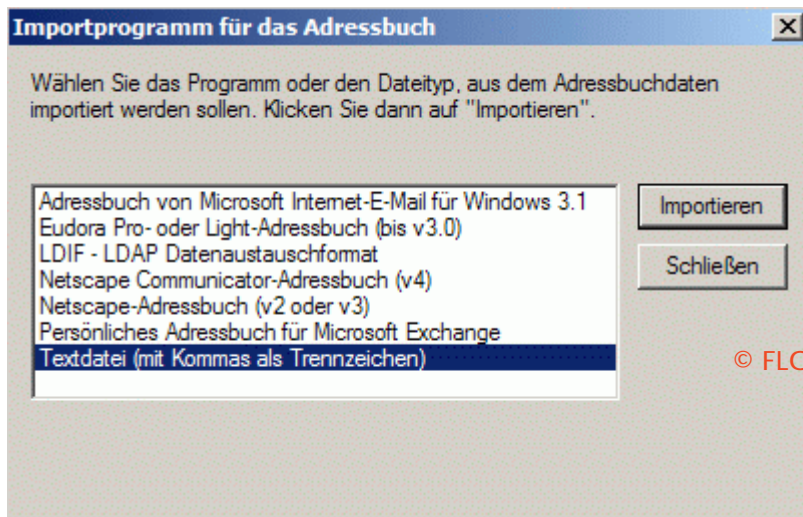 Importprogramm für das Adressbuch
Wählen Sie das Programm oder den Dateityp, aus dem Adressbuchdaten
importiert werden sollen. Klicken Sie dann auf "Importieren".
Adressbuch von Microsoft Internet-E-Mail für Windows 3.1
Eudora Pro- oder Light-Adressbuch (bis v3.0)
LDIF - LDAP Datenaustauschformat
Netscape Communicator-Adressbuch (v4)
Netscape-Adressbuch (v2 oder v3)
Persönliches Adressbuch für Microsoft Exchange
Textdatei (mit Kommas als Trennzeichen)
Importieren
Schließen
©